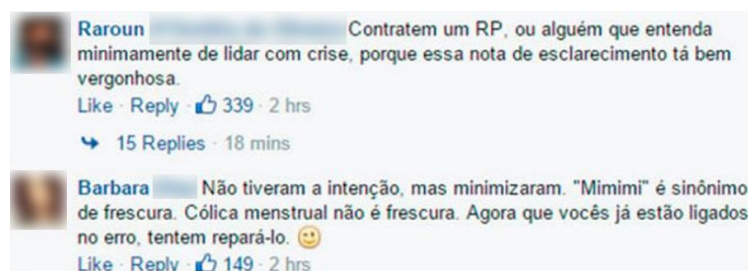 Raroun Contratem um RP, ou alguém que entenda
minimamente de lidar com crise, porque essa nota de esclarecimento tá bem
vergonhosa.
Like · Reply · 339 · 2 hrs
15 Replies · 18 mins
Barbara Não tiveram a intenção, mas minimizaram. "Mimimi" é sinônimo
de frescura. Cólica menstrual não é frescura. Agora que vocês já estão ligados
no erro, tentem repará-lo.
Like · Reply · 149 · 2 hrs